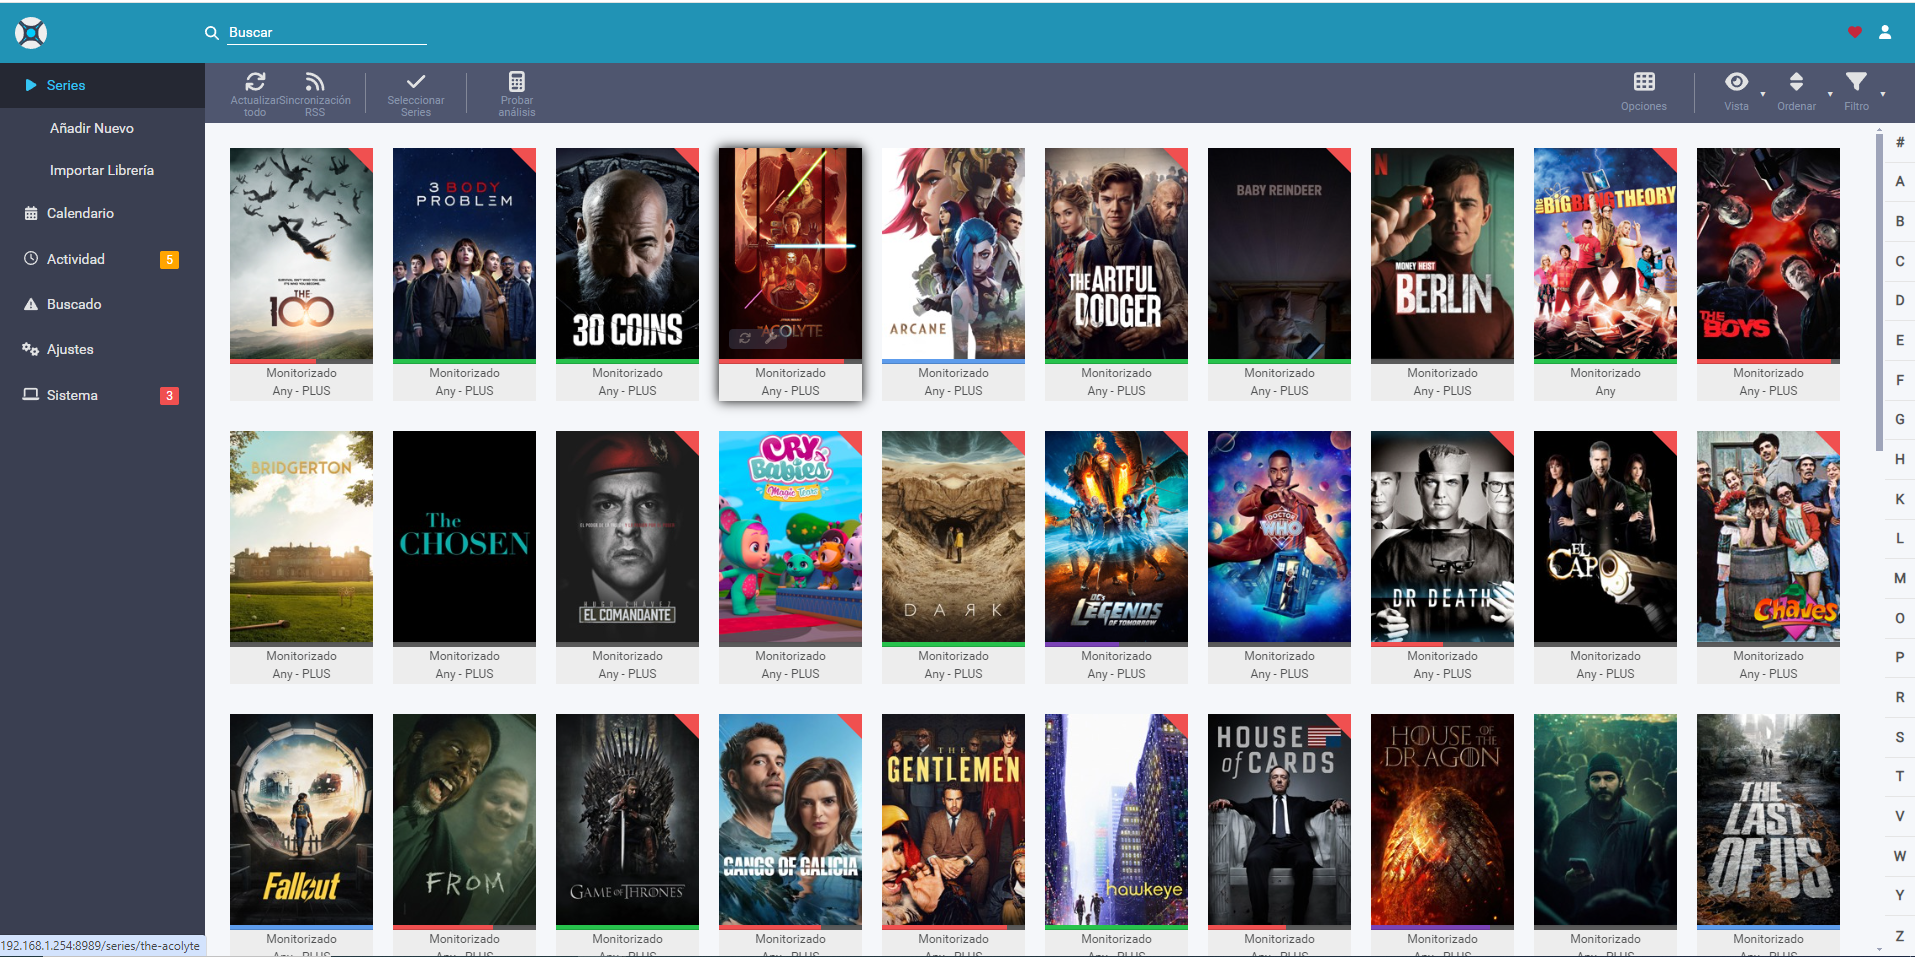 Buscar
Series
Añadir Nuevo
Importar Librería
Calendario
Actividad 5
Buscado
Ajustes
Sistema 3
Actualizar todo
Sincronización RSS
Seleccionar Series
Probar análisis
Opciones
Vista
Ordenar
Filtro
THE 100
3 BODY PROBLEM
30 COINS
ACOLYTE
ARCANE
THE ARTFUL DODGER
BABY REINDEER
N
MONEY HEIST
BERLIN
the BIG BANG THEORY
THE BOYS
Monitorizado
Any - PLUS
Monitorizado
Any - PLUS
Monitorizado
Any - PLUS
Monitorizado
Any - PLUS
Monitorizado
Any - PLUS
Monitorizado
Any - PLUS
Monitorizado
Any - PLUS
Monitorizado
Any - PLUS
Monitorizado
Any
Monitorizado
Any - PLUS
BRIDGERTON
The CHOSEN
HUGO CHÁVEZ
EL COMANDANTE
CRY Babies
Magic Tears
DARK
DC's LEGENDS OF TOMORROW
DOCTOR WHO
DR DEATH
EL CAPO
Chaves
Monitorizado
Any - PLUS
Monitorizado
Any - PLUS
Monitorizado
Any - PLUS
Monitorizado
Any - PLUS
Monitorizado
Any - PLUS
Monitorizado
Any - PLUS
Monitorizado
Any - PLUS
Monitorizado
Any - PLUS
Monitorizado
Any - PLUS
Monitorizado
Any - PLUS
Fallout
FROM
GAME OF THRONES
GANGS OF GALICIA
THE GENTLEMEN
hawkeye
HOUSE of CARDS
HOUSE OF THE DRAGON
THE LAST OF US
Monitorizado
Monitorizado
Monitorizado
Monitorizado
Monitorizado
Monitorizado
Monitorizado
Monitorizado
Monitorizado
Monitorizado
#
A
B
C
D
E
F
G
H
K
L
M
O
P
R
S
T
V
W
Y
Z
192.168.1.254:8989/series/the-acolyte